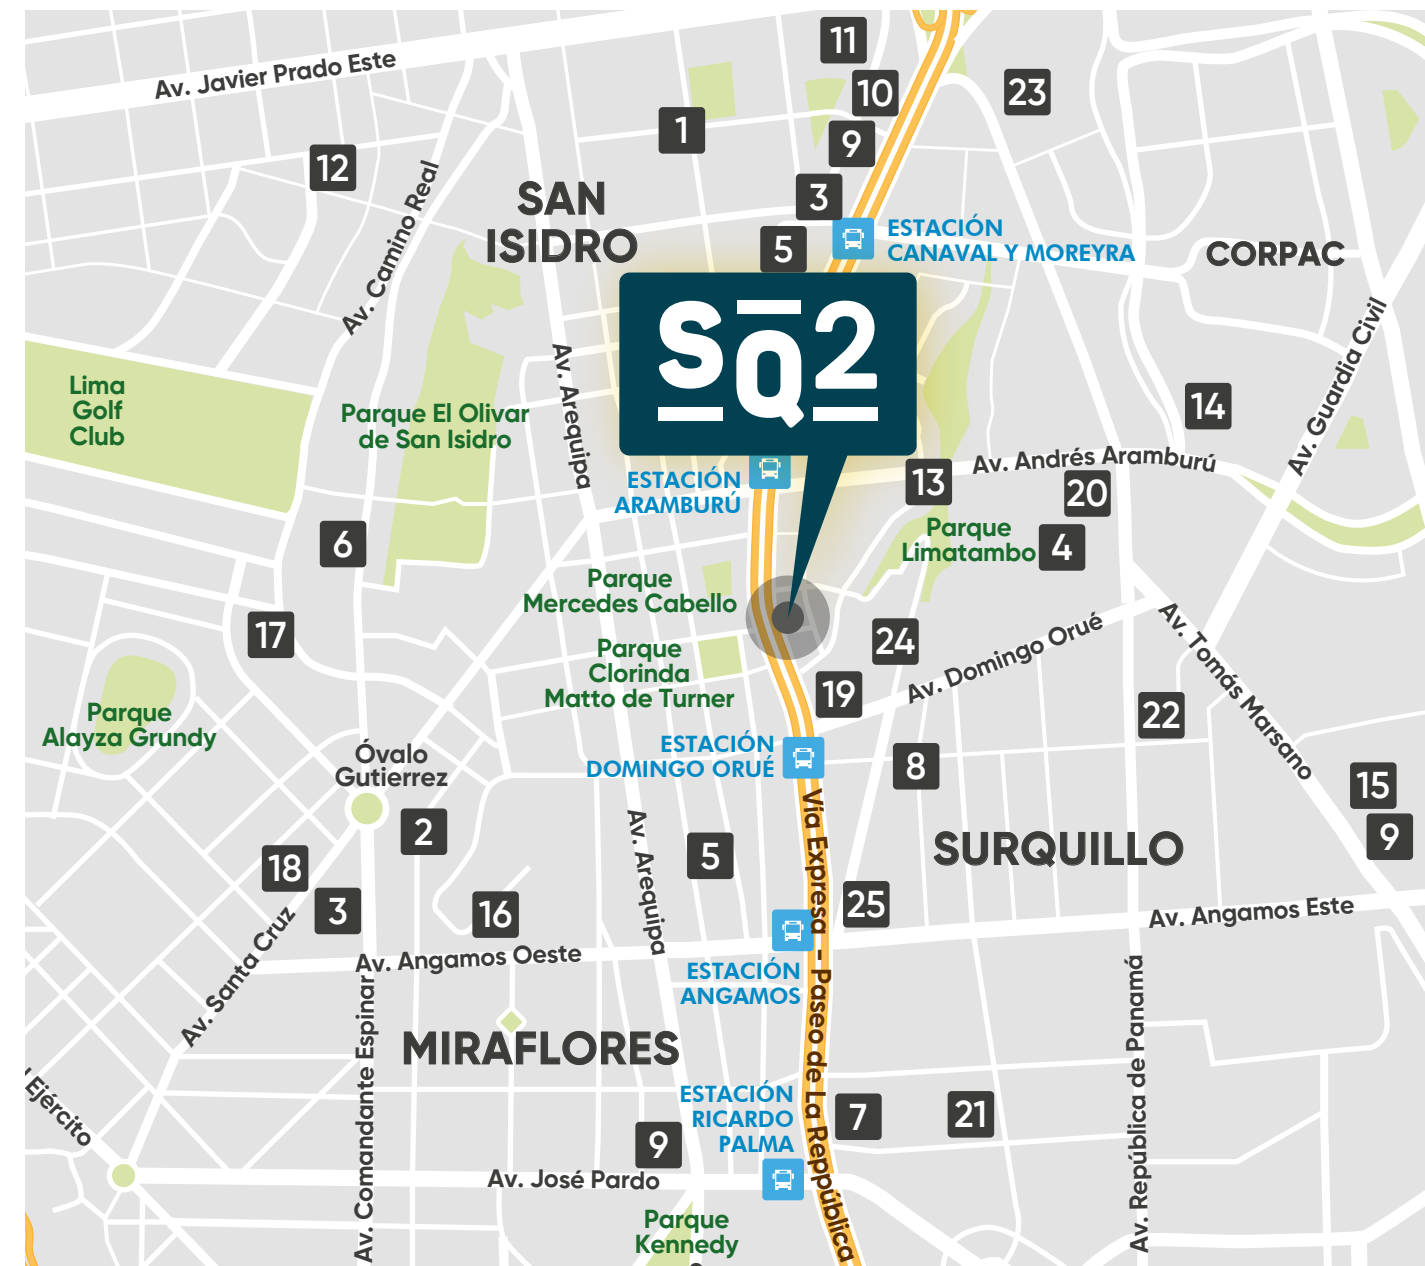 11
Av. Javier Prado Este
10
23
1
9
12
3
SAN
ISIDRO
Av. Camino Real
ESTACIÓN
CANAVAL Y MOREYRA
5
CORPAC
SQ2
Av. Guardia Civil
Av. Arequipa
Lima
Golf
Club
Parque El Olivar
de San Isidro
14
Av. Andrés Aramburú
ESTACIÓN
ARAMBURÚ
13
20
6
Parque
Limatambo
4
Parque
Mercedes Cabello
17
24
Av. Domingo Orué
Av. Tomás Marsano
Parque
Clorinda
Matto de Turner
19
22
Parque
Alayza Grundy
Óvalo
Gutierrez
ESTACIÓN
DOMINGO ORUÉ
8
15
9
2
Av. Arequipa
5
Vía Expresa - Paseo de La Reppública
SURQUILLO
18
3
16
25
Av. Santa Cruz
Av. Angamos Oeste
Av. Angamos Este
ESTACIÓN
ANGAMOS
MIRAFLORES
Av. Comandante Espinar
Av. República de Panamá
Ejército
ESTACIÓN
RICARDO
PALMA
7
21
9
Av. José Pardo
Parque
Kennedy